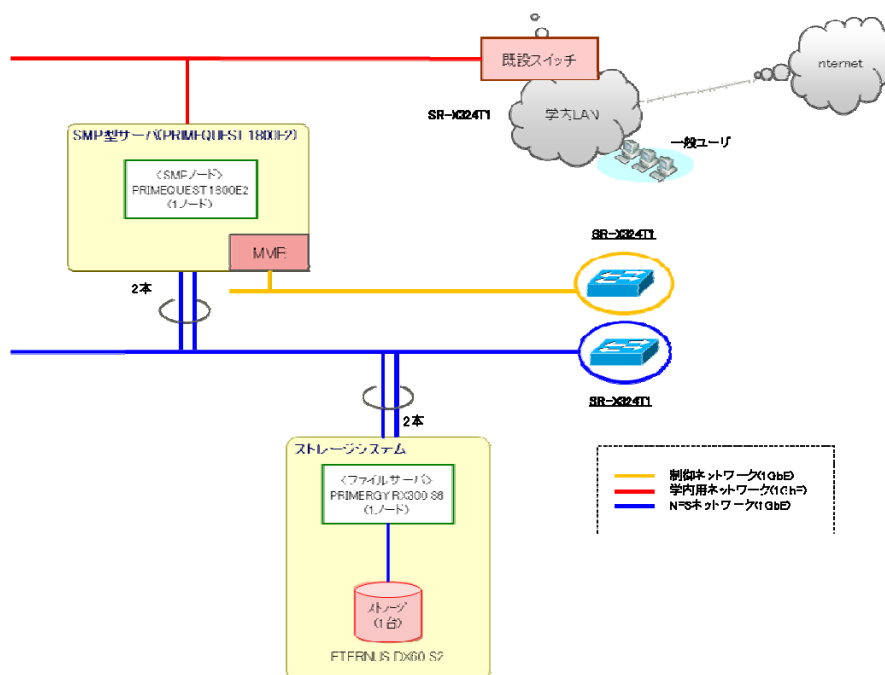 既設スイッチ
nternet
SR-X324T1
学内LAN
一般ユーザ
SMP型サーバ(PRIMEQUEST 1800E2)
〈SMPノード〉
PRIMEQUEST 1800E2
(1ノード)
MMB
SR-X324T1
2本
SR-X324T1
2本
ストレージシステム
〈ファイルサーバ〉
PRIMERGY RX300 S6
(1ノード)
制御ネットワーク(1GbE)
学内用ネットワーク(1GbE)
NFSネットワーク(1GbE)
ストレージ
(1台)
ETERNUS DX60 S2